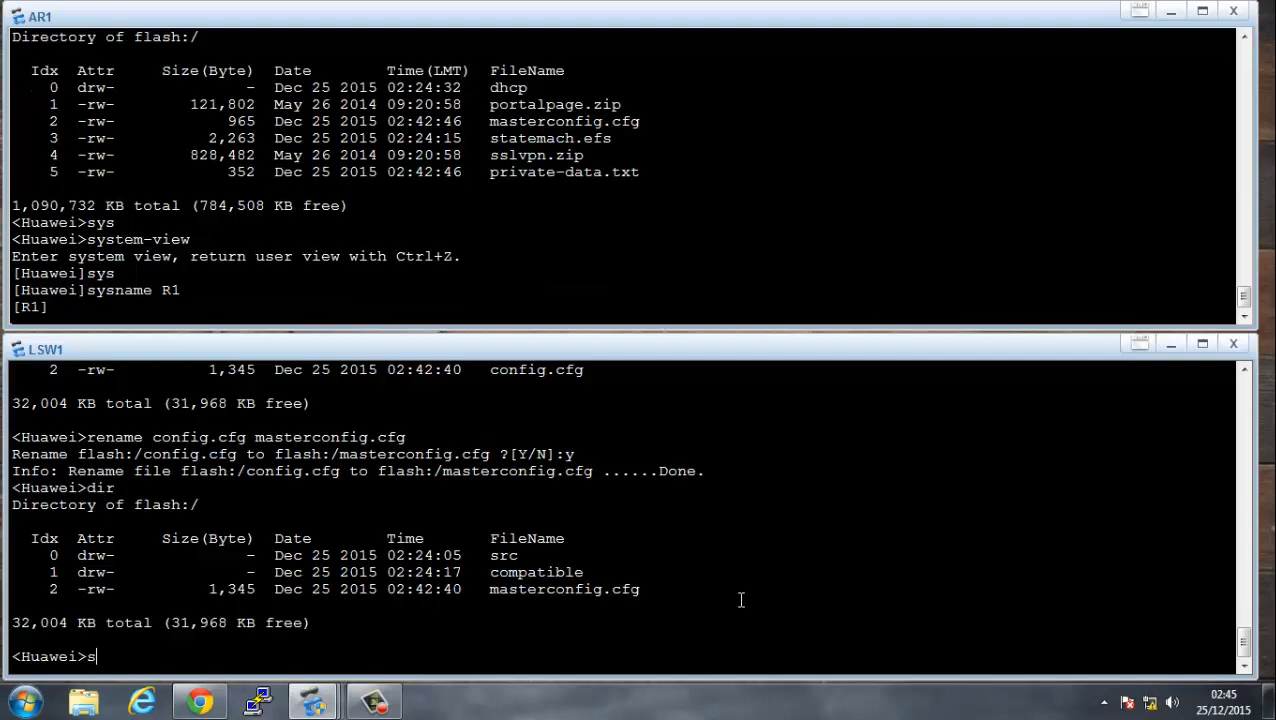 AR1
Directory of flash:/
Idx Attr Size(Byte) Date Time(LMT) FileName
0 drw- - Dec 25 2015 02:24:32 dhcp
1 -rw- 121,802 May 26 2014 09:20:58 portalpage.zip
2 -rw- 965 Dec 25 2015 02:42:46 masterconfig.cfg
3 -rw- 2,263 Dec 25 2015 02:24:15 statemach.efs
4 -rw- 828,482 May 26 2014 09:20:58 sslvpn.zip
5 -rw- 352 Dec 25 2015 02:42:46 private-data.txt
1,090,732 KB total (784,508 KB free)
<Huawei>sys
<Huawei>system-view
Enter system view, return user view with Ctrl+Z.
[Huawei]sys
[Huawei]sysname R1
[R1]
LSW1
2 -rw- 1,345 Dec 25 2015 02:42:40 config.cfg
32,004 KB total (31,968 KB free)
<Huawei>rename config.cfg masterconfig.cfg
Rename flash:/config.cfg to flash:/masterconfig.cfg ?[Y/N]:y
Info: Rename file flash:/config.cfg to flash:/masterconfig.cfg ......Done.
<Huawei>dir
Directory of flash:/
Idx Attr Size(Byte) Date Time FileName
0 drw- - Dec 25 2015 02:24:05 src
1 drw- - Dec 25 2015 02:24:17 compatible
2 -rw- 1,345 Dec 25 2015 02:42:40 masterconfig.cfg
32,004 KB total (31,968 KB free)
<Huawei>s
02:45
25/12/2015